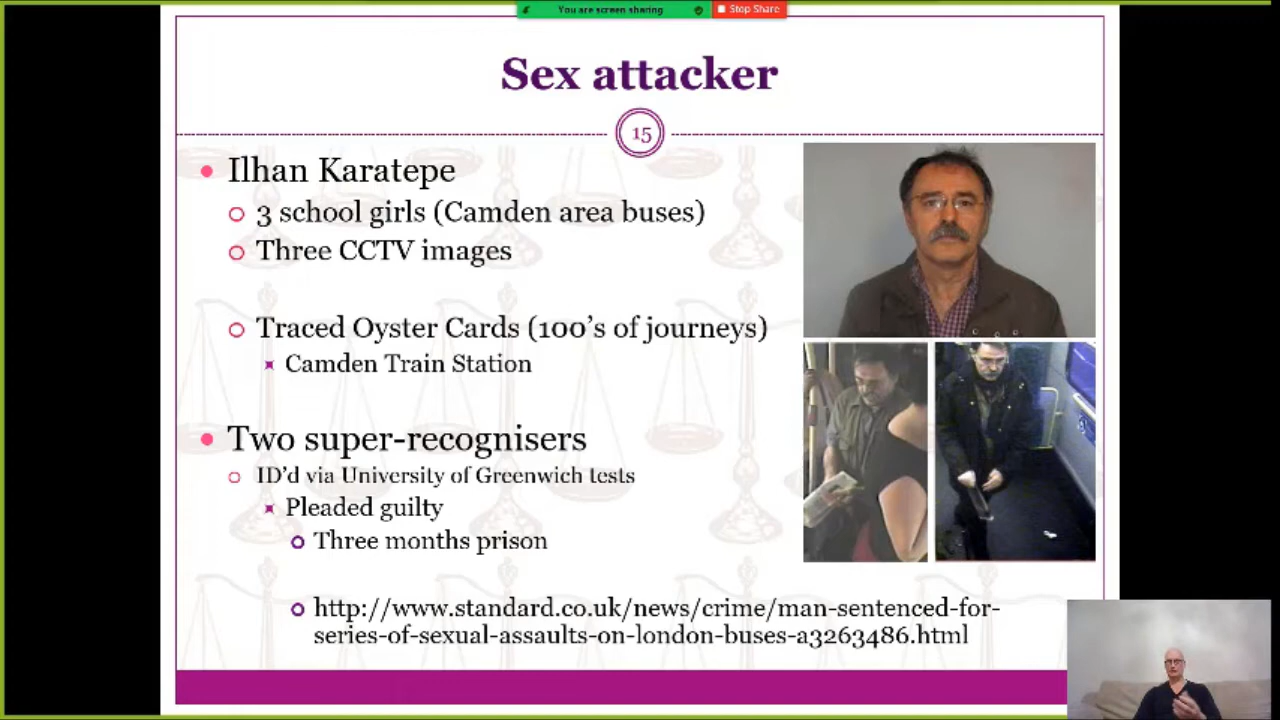 You are screen sharing
Stop Share
Sex attacker
15
Ilhan Karatepe
3 school girls (Camden area buses)
Three CCTV images
Traced Oyster Cards (100's of journeys)
Camden Train Station
Two super-recognisers
ID'd via University of Greenwich tests
Pleaded guilty
Three months prison
http://www.standard.co.uk/news/crime/man-sentenced-for-
series-of-sexual-assaults-on-london-buses-a3263486.html